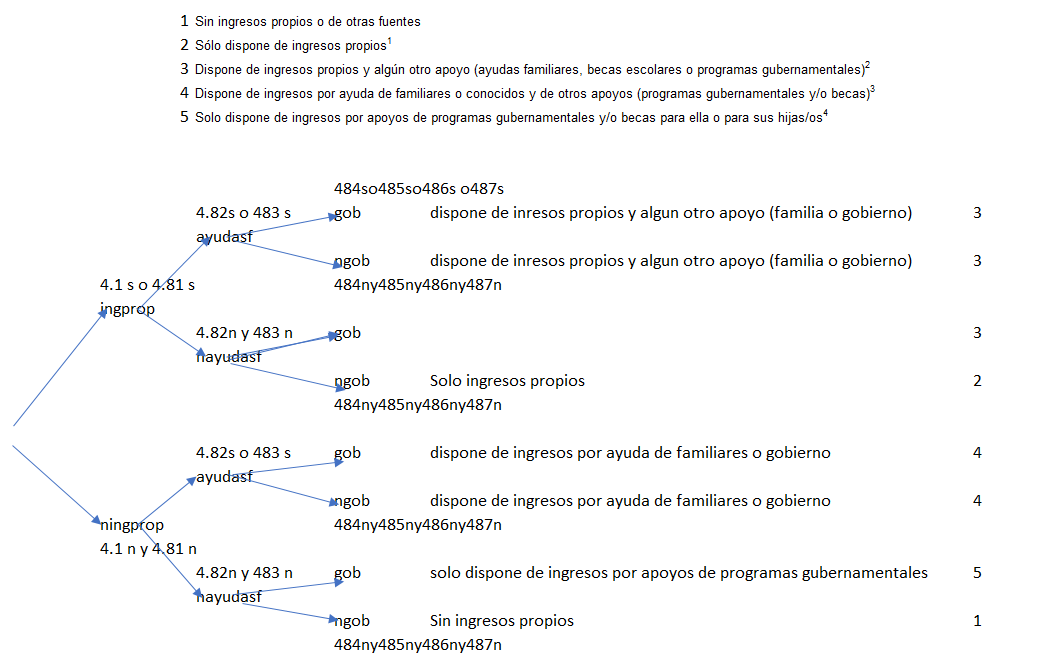 1 Sin ingresos propios o de otras fuentes
2 Sólo dispone de ingresos propios1
3 Dispone de ingresos propios y algún otro apoyo (ayudas familiares, becas escolares o programas gubernamentales)2
4 Dispone de ingresos por ayuda de familiares o conocidos y de otros apoyos (programas gubernamentales y/o becas)3
5 Solo dispone de ingresos por apoyos de programas gubernamentales y/o becas para ella o para sus hijas/os4
484so485so486s o487s
4.82s o 483 s gob dispone de inresos propios y algun otro apoyo (familia o gobierno) 3
ayudasf
ngob dispone de inresos propios y algun otro apoyo (familia o gobierno) 3
4.1 s o 4.81 s 484ny485ny486ny487n
ingprop
4.82n y 483 n gob 3
nayudasf
ngob Solo ingresos propios 2
484ny485ny486ny487n
4.82s o 483 s gob dispone de ingresos por ayuda de familiares o gobierno 4
ayudasf
ngob dispone de ingresos por ayuda de familiares o gobierno 4
ningprop 484ny485ny486ny487n
4.1 n y 4.81 n
4.82n y 483 n gob solo dispone de ingresos por apoyos de programas gubernamentales 5
nayudasf
ngob Sin ingresos propios 1
484ny485ny486ny487n